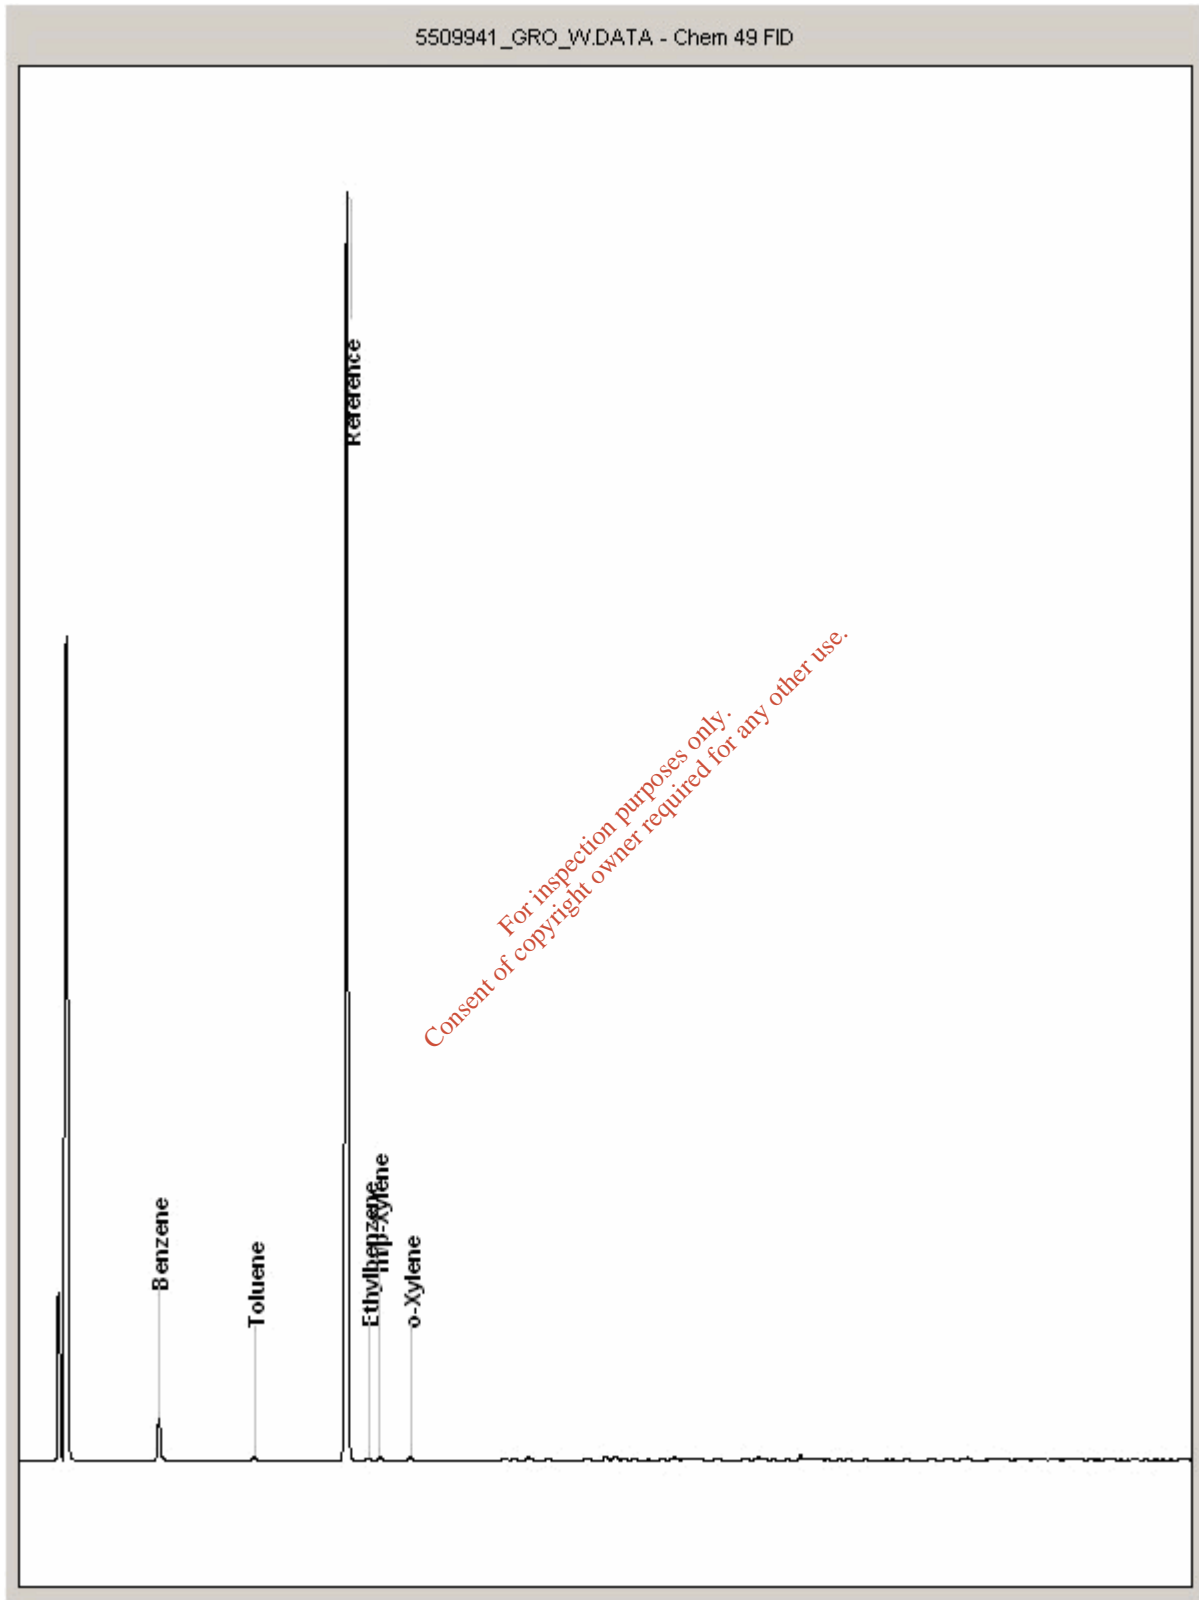 5509941_GRO_W.DATA - Chem 49 FID
Reference
For inspection purposes only.
Consent of copyright owner required for any other use.
Benzene
Toluene
Ethylbenzene
m/p-Xylene
o-Xylene